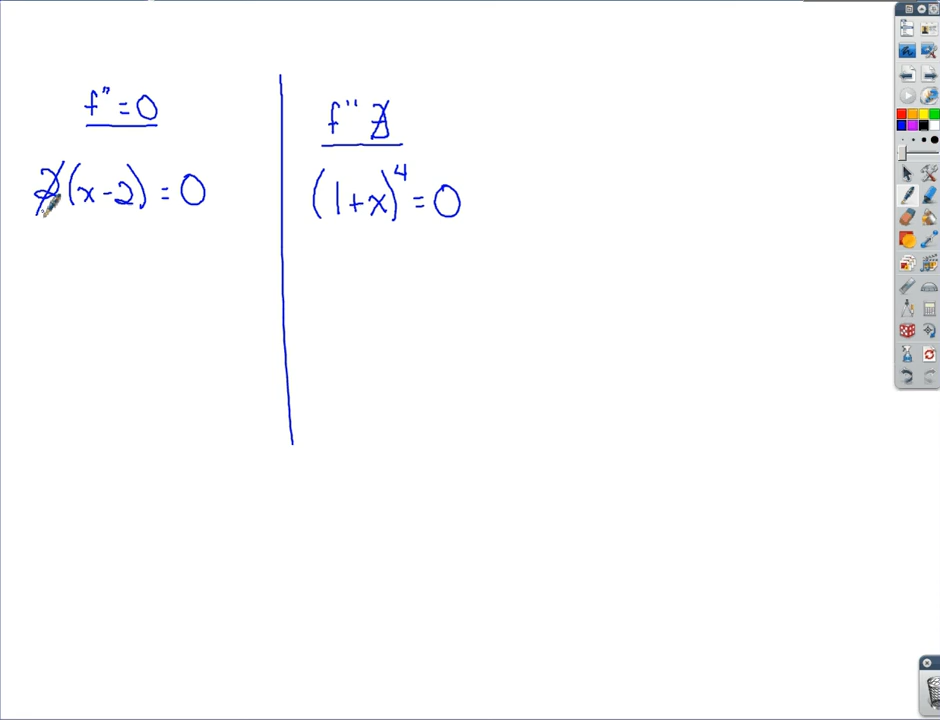 f" = 0
2(x-2) = 0
f" ∄
(1+x)⁴ = 0